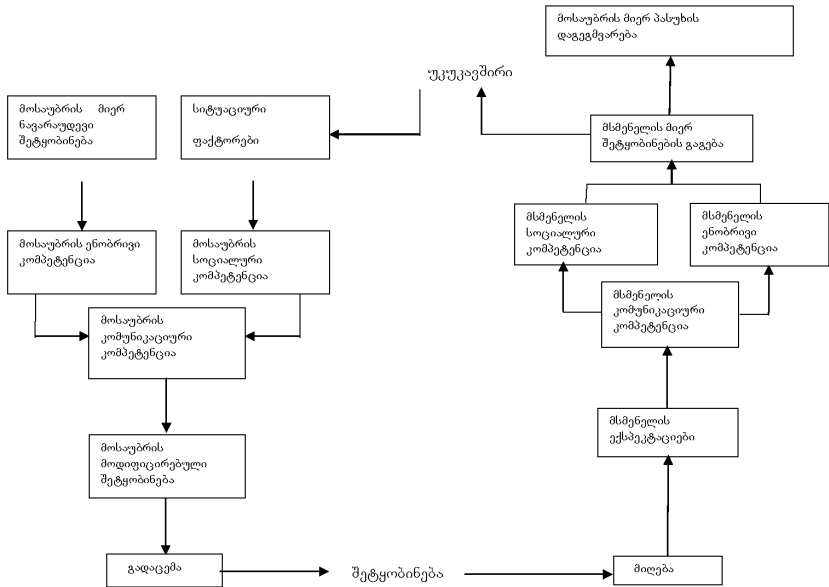 მოსაუბრის მიერ პასუხის
დაგეგმვარება
უკუკავშირი
მოსაუბრის მიერ
ნავარაუდევი
შეტყობინება
სიტუაციური
ფაქტორები
მსმენელის მიერ
შეტყობინების გაგება
მოსაუბრის ენობრივი
კომპეტენცია
მოსაუბრის
სოციალური
კომპეტენცია
მსმენელის
სოციალური
კომპეტენცია
მსმენელის
ენობრივი
კომპეტენცია
მოსაუბრის
კომუნიკაციური
კომპეტენცია
მსმენელის
კომუნიკაციური
კომპეტენცია
მსმენელის
ექსპექტაციები
მოსაუბრის
მოდიფიცირებული
შეტყობინება
გადაცემა
შეტყობინება
მიღება